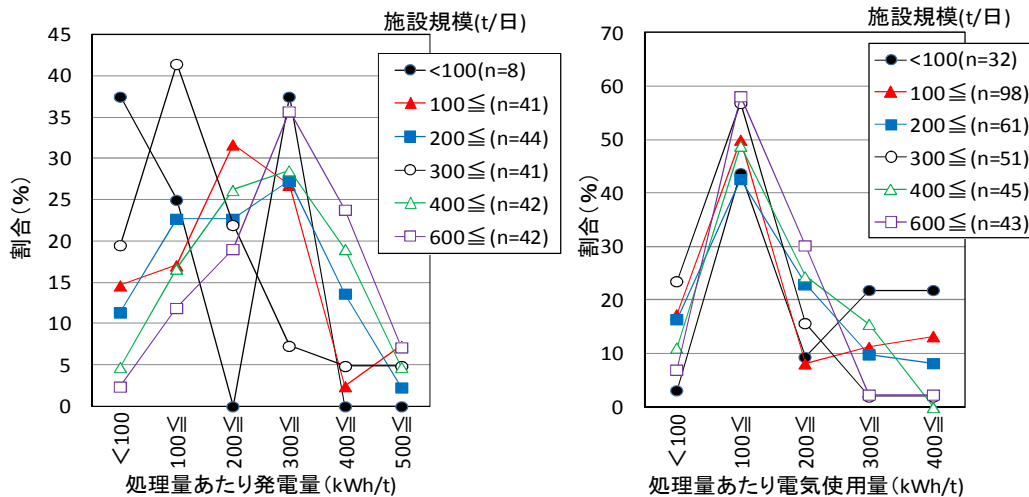 施設規模(t/日)
45
40
35
30
25
20
15
10
5
0
割合(%)
<100(n=8)
100≦ (n=41)
200≦ (n=44)
300≦ (n=41)
400≦ (n=42)
600≦ (n=42)
<100
100≦
200≦
300≦
400≦
500≦
処理量あたり発電量(kWh/t)
施設規模(t/日)
70
60
50
40
30
20
10
0
割合(%)
<100(n=32)
100≦ (n=98)
200≦ (n=61)
300≦ (n=51)
400≦ (n=45)
600≦ (n=43)
<100
100≦
200≦
300≦
400≦
処理量あたり電気使用量(kWh/t)